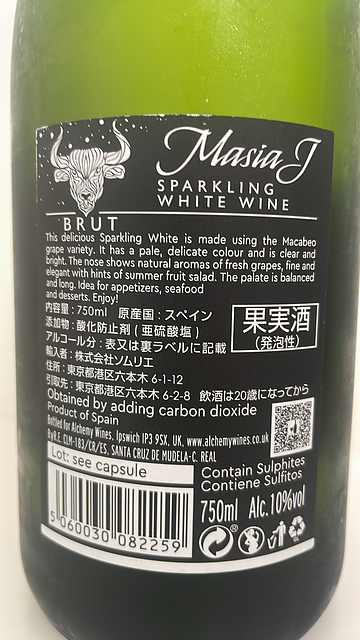 Masia J
SPARKLING
WHITE WINE
BRUT
This delicious Sparkling White is made using the Macabeo
grape variety. It has a pale, delicate colour and is clear and
bright. The nose shows natural aromas of fresh grapes, fine and
elegant with hints of summer fruit salad. The palate is balanced
and long. Idea for appetizers, seafood
and desserts. Enjoy!
内容量：750ml 原産国：スペイン
添加物：酸化防止剤（亜硫酸塩）
アルコール分：表又は裏ラベルに記載
果実酒
（発泡性）
輸入者：株式会社ソムリエ
住所：東京都港区六本木 6-1-12
引取先：東京都港区六本木 6-2-8 飲酒は20歳になってから
Obtained by adding carbon dioxide
Product of Spain
Bottled for Alchemy Wines. Ipswich IP3 9SX, UK, www.alchemywines.co.uk
By R.E. CLM-183/CR/ES. SANTA CRUZ DE MUDELA-C. REAL
Lot: see capsule
Contain Sulphites
Contiene Sulfitos
750ml Alc.10%vol
5 060030 082259